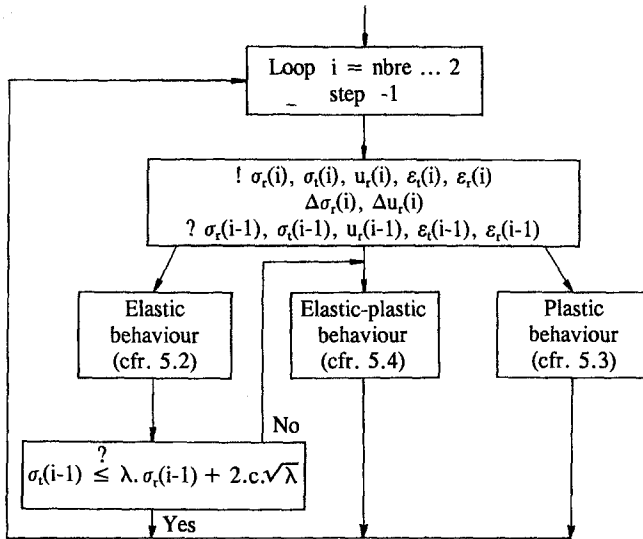 Loop i = nbre ... 2
step -1
! σᵣ(i), σₜ(i), uᵣ(i), εₜ(i), εᵣ(i)
Δσᵣ(i), Δuᵣ(i)
? σᵣ(i-1), σₜ(i-1), uᵣ(i-1), εₜ(i-1), εᵣ(i-1)
Elastic
behaviour
(cfr. 5.2)
Elastic-plastic
behaviour
(cfr. 5.4)
Plastic
behaviour
(cfr. 5.3)
No
?
σₜ(i-1) ≤ λ.σᵣ(i-1) + 2.c.√λ
Yes